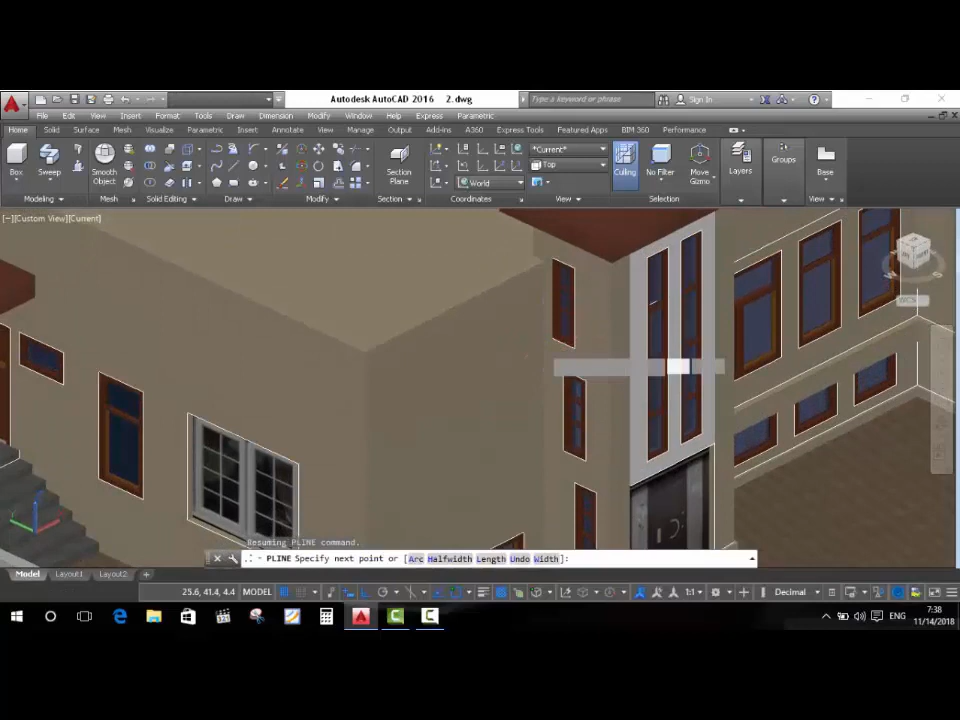 Autodesk AutoCAD 2016 2.dwg
Type a keyword or phrase
Sign In
File Edit View Insert Format Tools Draw Dimension Modify Window Help Express Parametric
Home Solid Surface Mesh Visualize Parametric Insert Annotate View Manage Output Add-ins A360 Express Tools Featured Apps BIM 360 Performance
*Current*
Top
World
Box Sweep Smooth Object Section Plane Culling No Filter Move Gizmo Layers Groups Base
Modeling Mesh Solid Editing Draw Modify Section Coordinates View Selection View
[−][Custom View][Current]
Resuming PLINE command.
PLINE Specify next point or [Arc Halfwidth Length Undo Width]:
Model Layout1 Layout2 +
25.6, 41.4, 4.4 MODEL 1:1 Decimal
ENG
7:38
11/14/2018